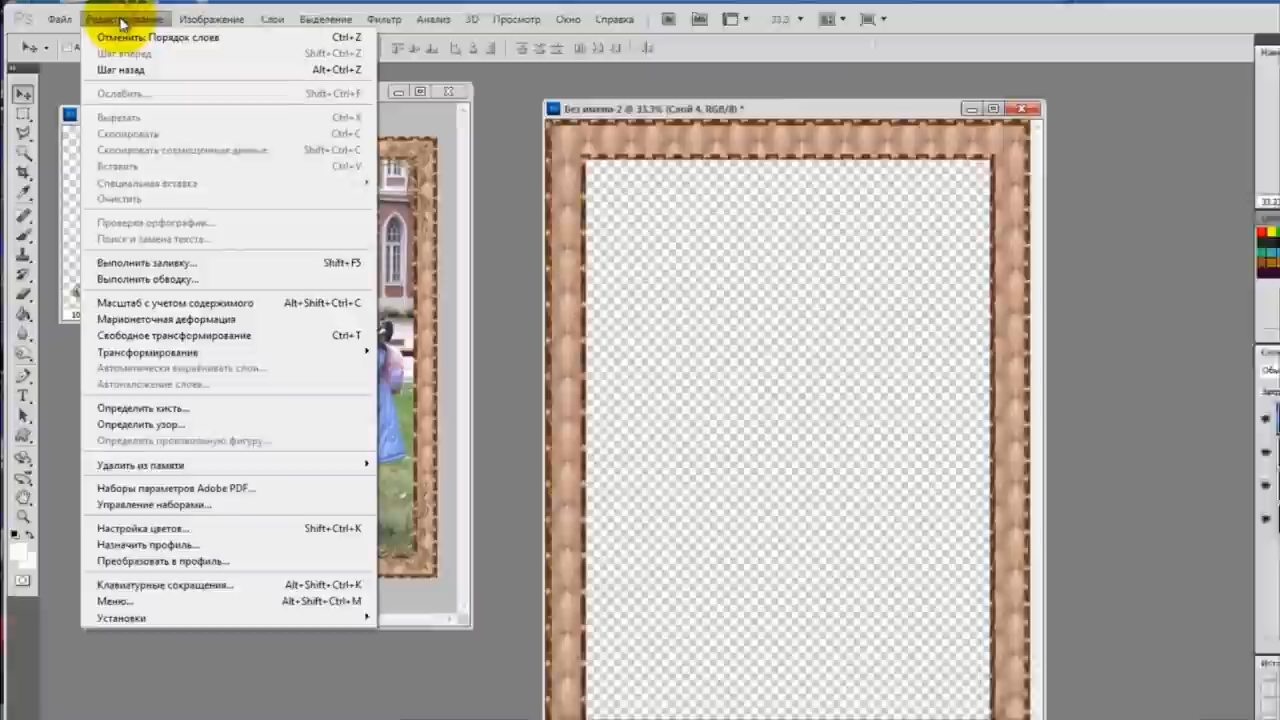 Ps Файл Редактирование Изображение Слои Выделение Фильтр Анализ 3D Просмотр Окно Справка 33,3
Отменить: Порядок слоев Ctrl+Z
Шаг вперед Shift+Ctrl+Z
Шаг назад Alt+Ctrl+Z
Ослабить... Shift+Ctrl+F
Вырезать Ctrl+X
Скопировать Ctrl+C
Скопировать совмещенные данные Shift+Ctrl+C
Вставить Ctrl+V
Специальная вставка
Очистить
Проверка орфографии...
Поиск и замена текста...
Выполнить заливку... Shift+F5
Выполнить обводку...
Масштаб с учетом содержимого Alt+Shift+Ctrl+C
Марионеточная деформация
Свободное трансформирование Ctrl+T
Трансформирование
Автоматически выравнивать слои...
Автоналожение слоев...
Определить кисть...
Определить узор...
Определить произвольную фигуру...
Удалить из памяти
Наборы параметров Adobe PDF...
Управление наборами...
Настройка цветов... Shift+Ctrl+K
Назначить профиль...
Преобразовать в профиль...
Клавиатурные сокращения... Alt+Shift+Ctrl+K
Меню... Alt+Shift+Ctrl+M
Установки
Без имени-2 @ 33,3% (Слой 4, RGB/8) *